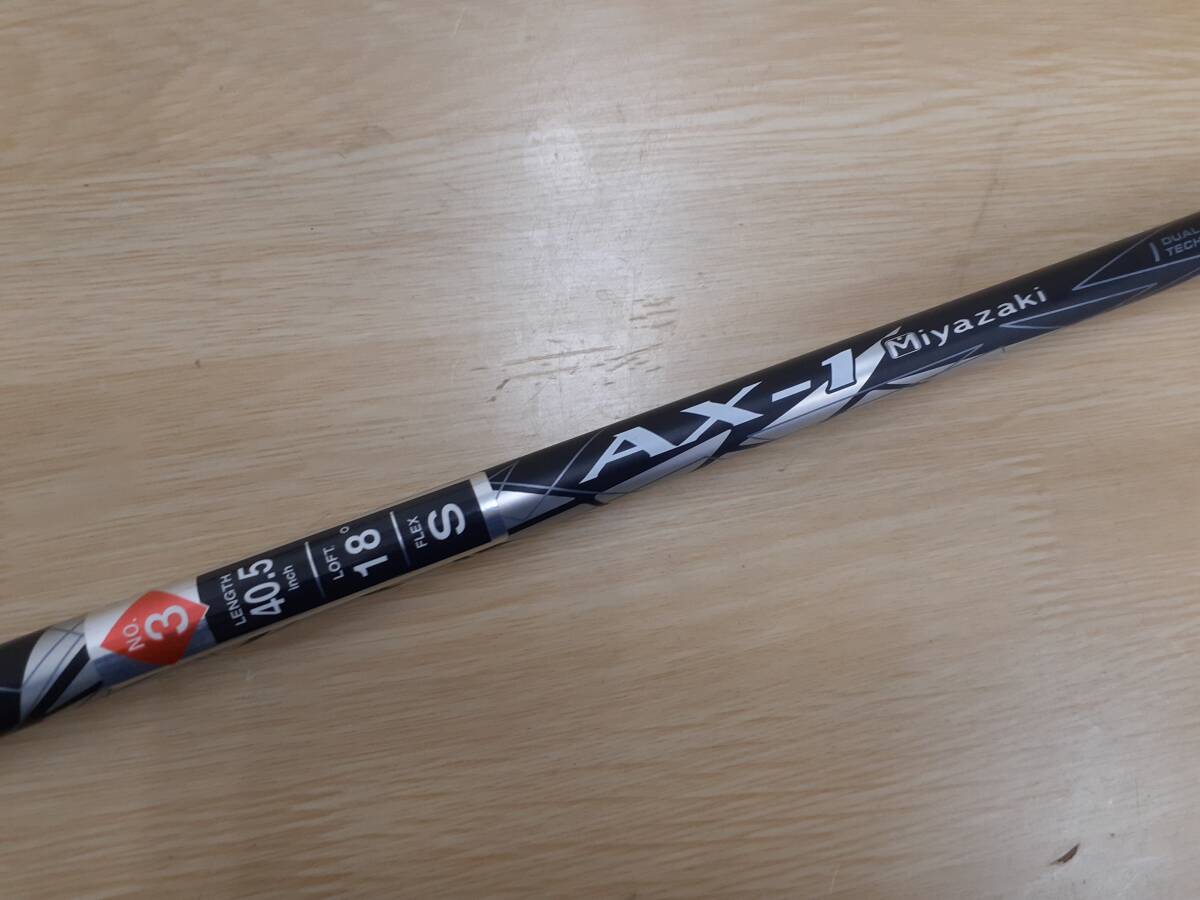 NO.
3
LENGTH
40.5
inch
LOFT.
18°
FLEX
S
AX-1
Miyazaki
DUAL
TECH